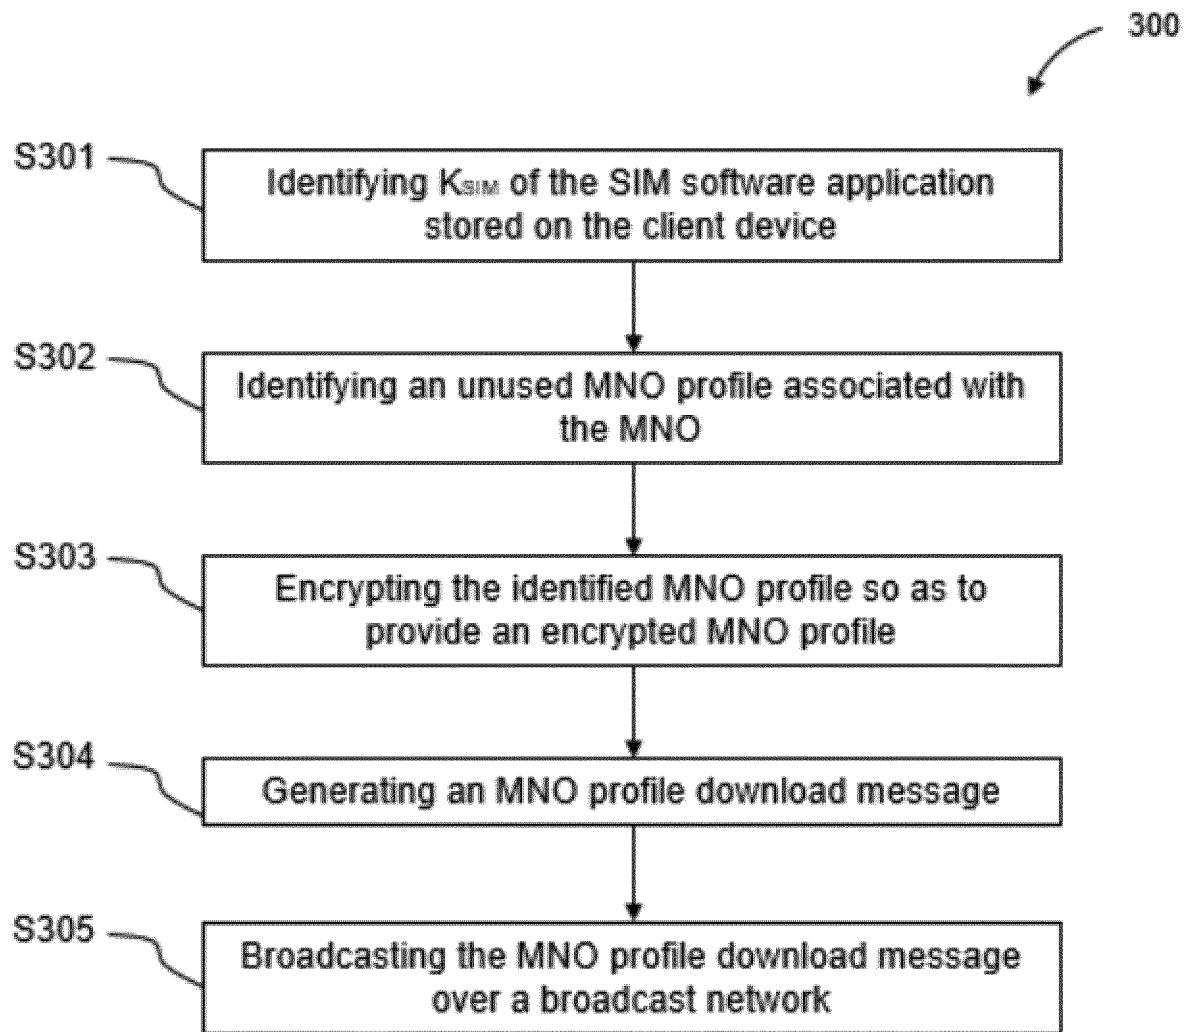 300
S301
Identifying KSIM of the SIM software application
stored on the client device
S302
Identifying an unused MNO profile associated with
the MNO
S303
Encrypting the identified MNO profile so as to
provide an encrypted MNO profile
S304
Generating an MNO profile download message
S305
Broadcasting the MNO profile download message
over a broadcast network